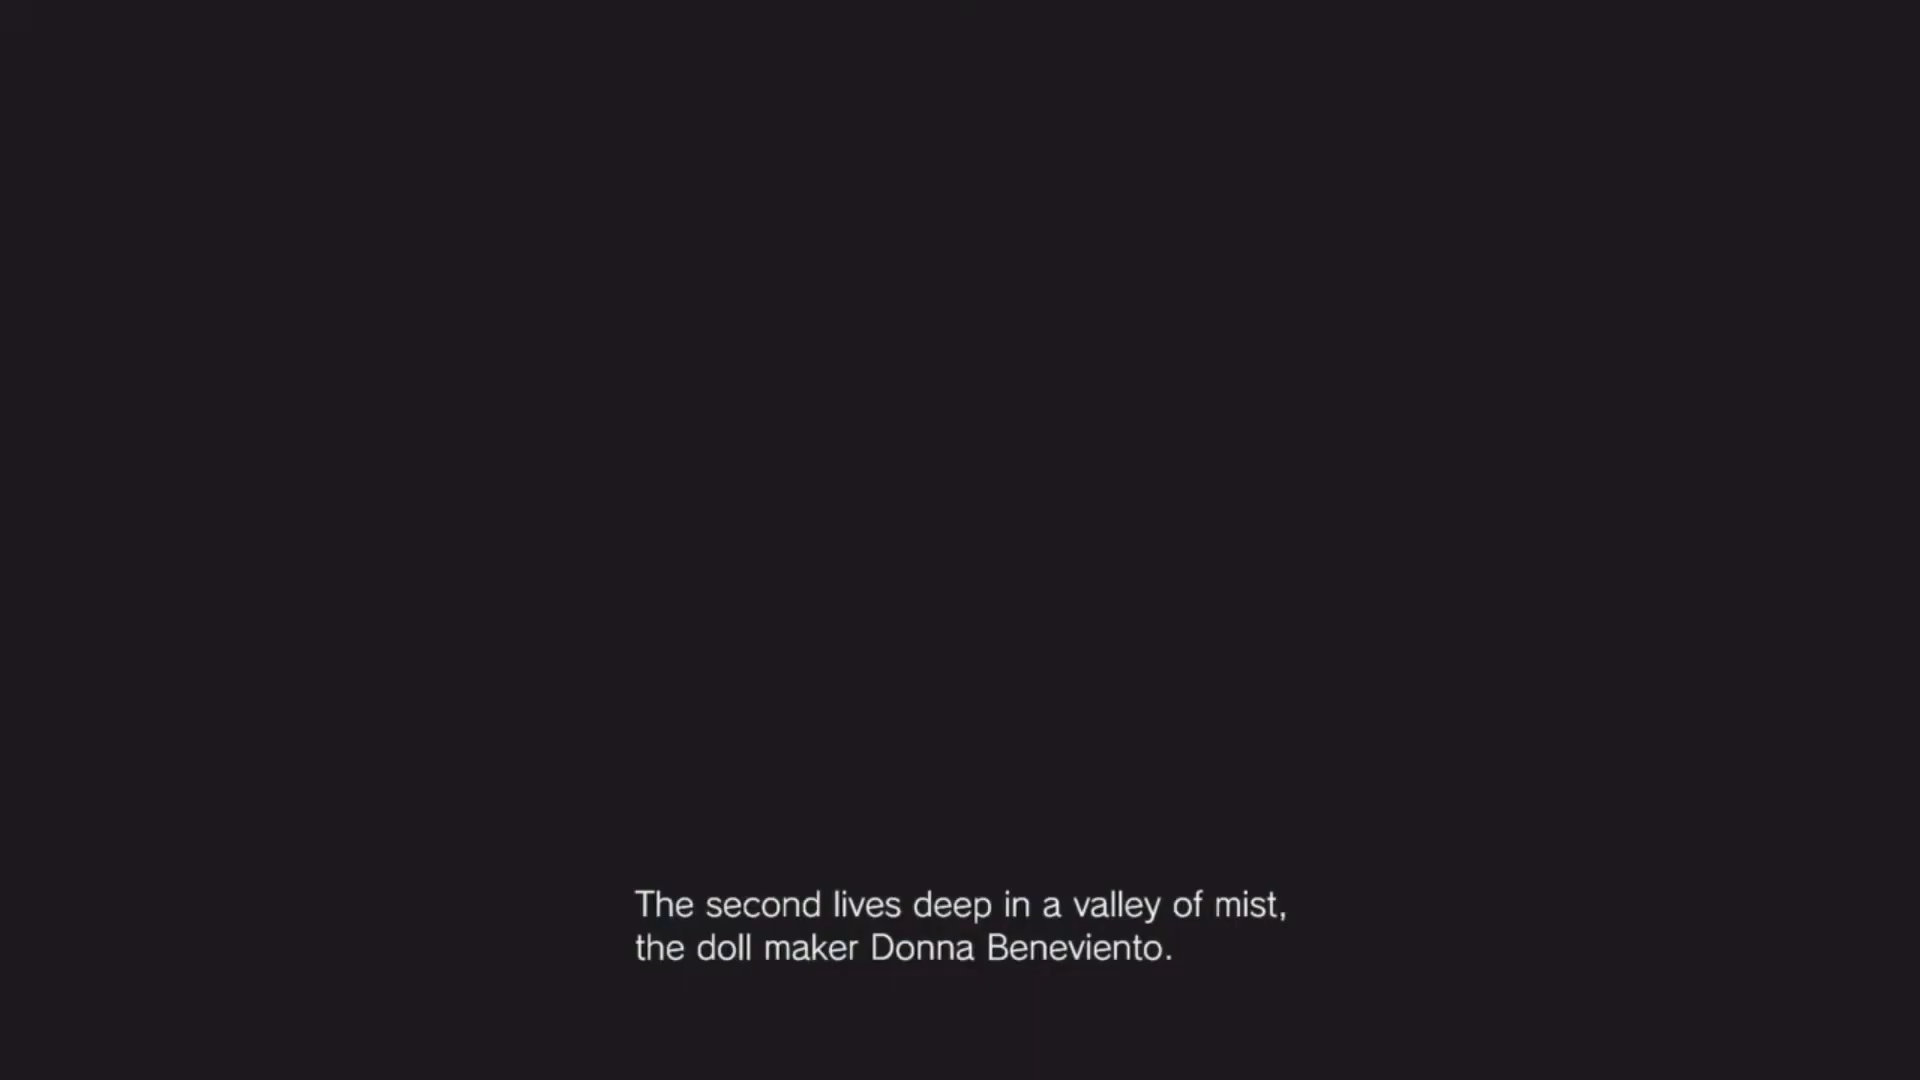 The second lives deep in a valley of mist,
the doll maker Donna Beneviento.